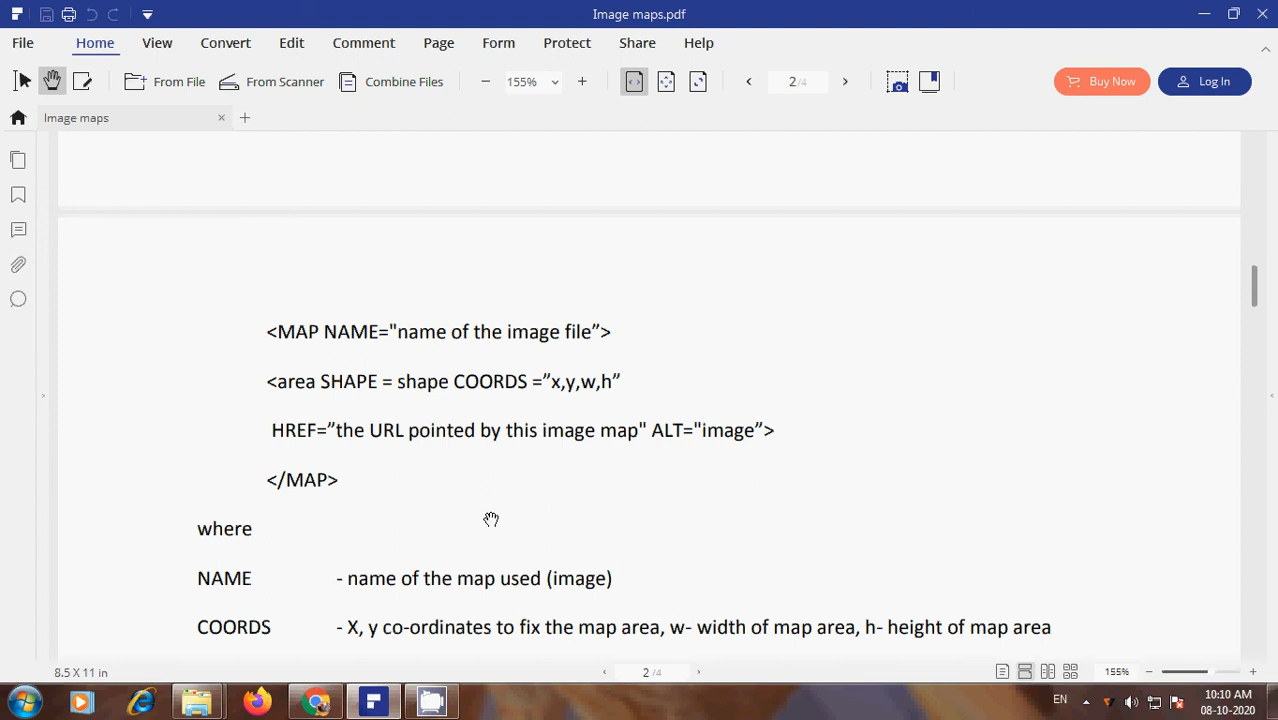 Image maps.pdf
File Home View Convert Edit Comment Page Form Protect Share Help
From File From Scanner Combine Files 155% 2/4 Buy Now Log In
Image maps
<MAP NAME="name of the image file”>
<area SHAPE = shape COORDS =”x,y,w,h”
HREF=”the URL pointed by this image map" ALT="image”>
</MAP>
where
NAME - name of the map used (image)
COORDS - X, y co-ordinates to fix the map area, w- width of map area, h- height of map area
8.5 X 11 in 2/4 155%
EN 10:10 AM
08-10-2020